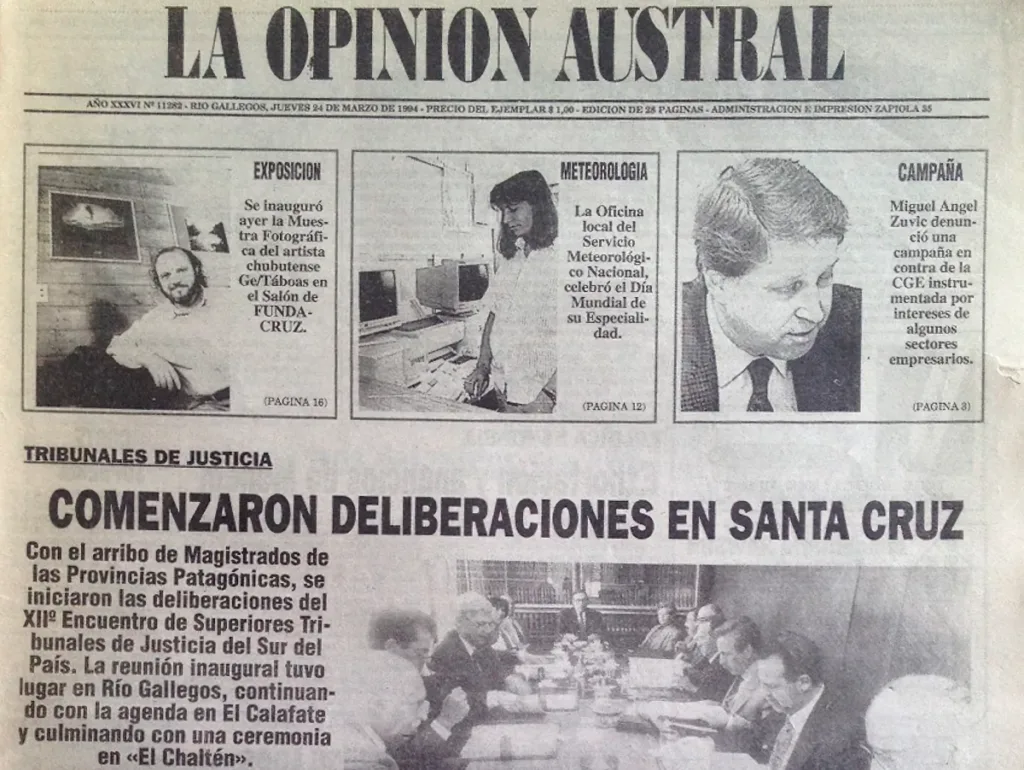 LA OPINION AUSTRAL
AÑO XXXVI Nº 11282 - RIO GALLEGOS, JUEVES 24 DE MARZO DE 1994 - PRECIO DEL EJEMPLAR $ 1,00 - EDICION DE 28 PAGINAS - ADMINISTRACION E IMPRESION ZAPIOLA 35
EXPOSICION
Se inauguró
ayer la Mues-
tra Fotográfi-
ca del artista
chubutense
Ge/Táboas en
el Salón de
FUNDA-
CRUZ.
(PAGINA 16)
METEOROLOGIA
La Oficina
local del
Servicio
Meteorológi-
co Nacional,
celebró el Día
Mundial de
su Especiali-
dad.
(PAGINA 12)
CAMPAÑA
Miguel Angel
Zuvic denun-
ció una
campaña en
contra de la
CGE instru-
mentada por
intereses de
algunos
sectores
empresarios.
(PAGINA 3)
TRIBUNALES DE JUSTICIA
COMENZARON DELIBERACIONES EN SANTA CRUZ
Con el arribo de Magistrados de
las Provincias Patagónicas, se
iniciaron las deliberaciones del
XIIº Encuentro de Superiores Tri-
bunales de Justicia del Sur del
País. La reunión inaugural tuvo
lugar en Río Gallegos, continuan-
do con la agenda en El Calafate
y culminando con una ceremonia
en «El Chaltén».